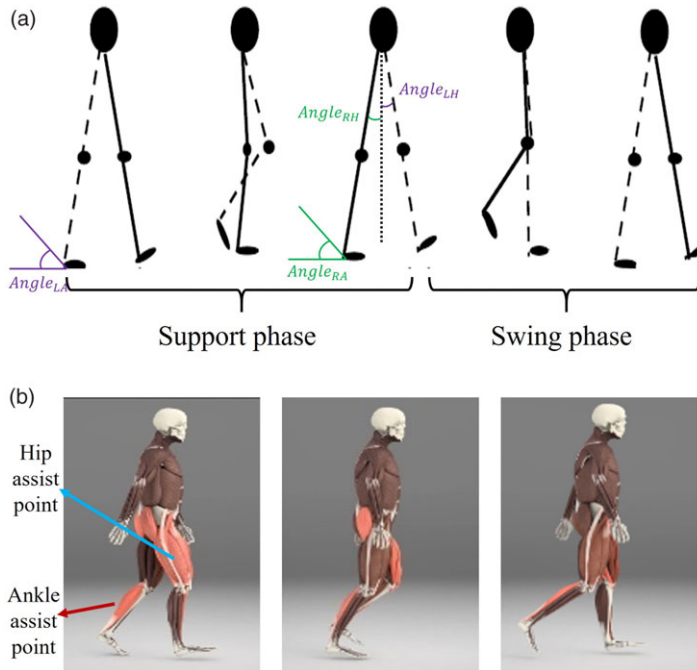 (a)
Angle_LH
Angle_RH
Angle_LA
Angle_RA
Support phase
Swing phase
(b)
Hip
assist
point
Ankle
assist
point